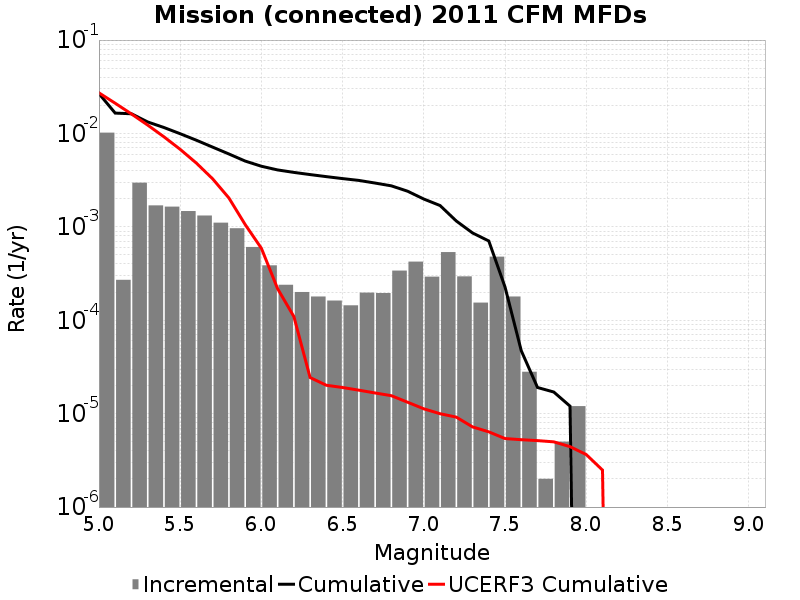 Mission (connected) 2011 CFM MFDs
10-1
10-2
10-3
10-4
10-5
10-6
Rate (1/yr)
5.0 5.5 6.0 6.5 7.0 7.5 8.0 8.5 9.0
Magnitude
Incremental Cumulative UCERF3 Cumulative